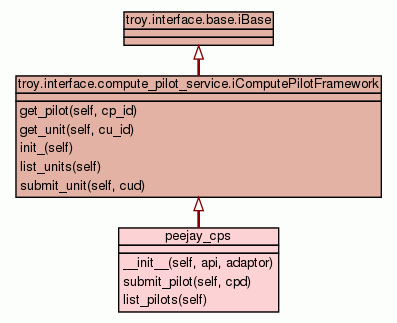 troy.interface.base.iBase
troy.interface.compute_pilot_service.iComputePilotFramework
get_pilot(self, cp_id)
get_unit(self, cu_id)
init_(self)
list_units(self)
submit_unit(self, cud)
peejay_cps
__init__(self, api, adaptor)
submit_pilot(self, cpd)
list_pilots(self)